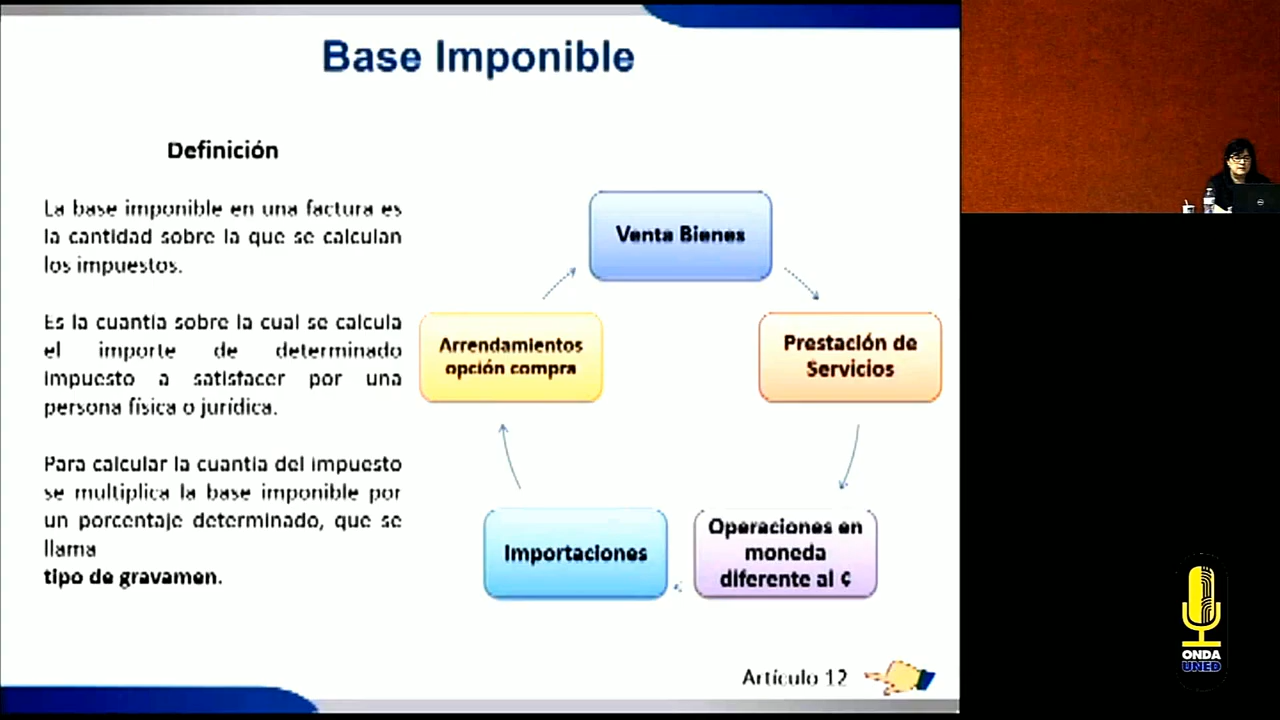 Base Imponible
Definición
La base imponible en una factura es
la cantidad sobre la que se calculan
los impuestos.
Es la cuantía sobre la cual se calcula
el importe de determinado
impuesto a satisfacer por una
persona física o jurídica.
Para calcular la cuantía del impuesto
se multiplica la base imponible por
un porcentaje determinado, que se
llama
tipo de gravamen.
Venta Bienes
Prestación de
Servicios
Operaciones en
moneda
diferente al ¢
Importaciones
Arrendamientos
opción compra
Artículo 12
ONDA
UNED